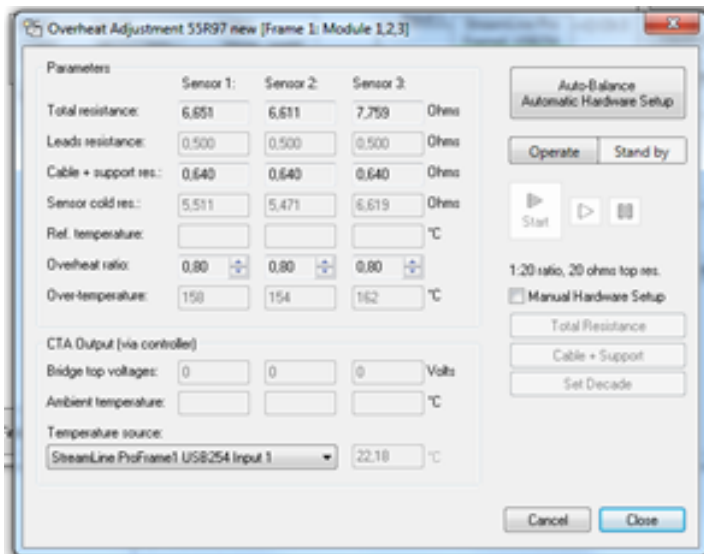 Overheat Adjustment 55R97 new [Frame 1: Module 1,2,3]
Parameters
Sensor 1: Sensor 2: Sensor 3:
Total resistance: 6,651 6,611 7,759 Ohms
Leads resistance: 0,500 0,500 0,500 Ohms
Cable + support res.: 0,640 0,640 0,640 Ohms
Sensor cold res.: 5,511 5,471 6,619 Ohms
Ref. temperature: °C
Overheat ratio: 0,80 0,80 0,80
Over-temperature: 158 154 162 °C
CTA Output (via controller)
Bridge top voltages: 0 0 0 Volts
Ambient temperature: °C
Temperature source:
StreamLine ProFrame1 USB254 Input 1 22,18 °C
Auto-Balance
Automatic Hardware Setup
Operate Stand by
Start
1:20 ratio, 20 ohms top res.
Manual Hardware Setup
Total Resistance
Cable + Support
Set Decade
Cancel Close